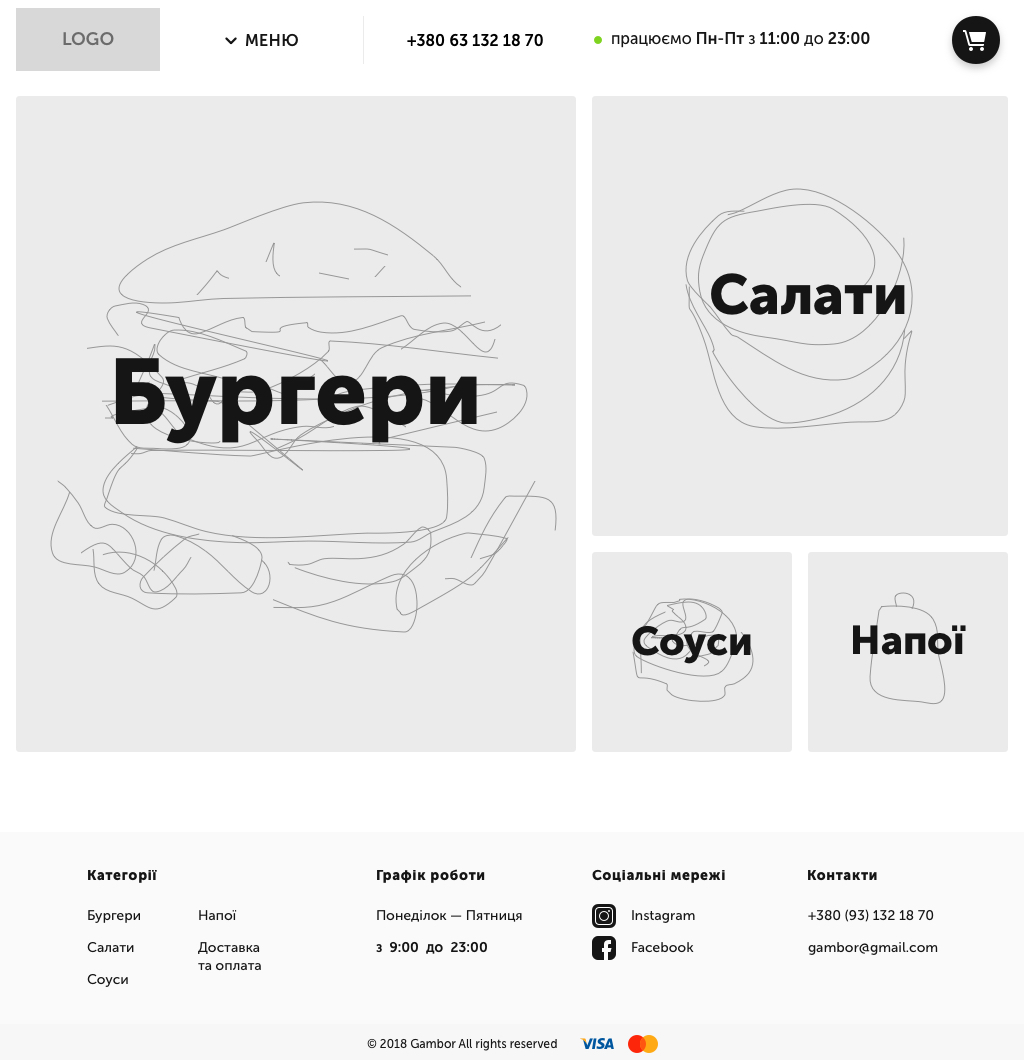 LOGO
МЕНЮ
+380 63 132 18 70
працюємо Пн-Пт з 11:00 до 23:00
Бургери
Салати
Соуси
Напої
Категорії
Бургери
Салати
Соуси
Напої
Доставка
та оплата
Графік роботи
Понеділок — Пятниця
з 9:00 до 23:00
Соціальні мережі
Instagram
Facebook
Контакти
+380 (93) 132 18 70
gambor@gmail.com
© 2018 Gambor All rights reserved
VISA